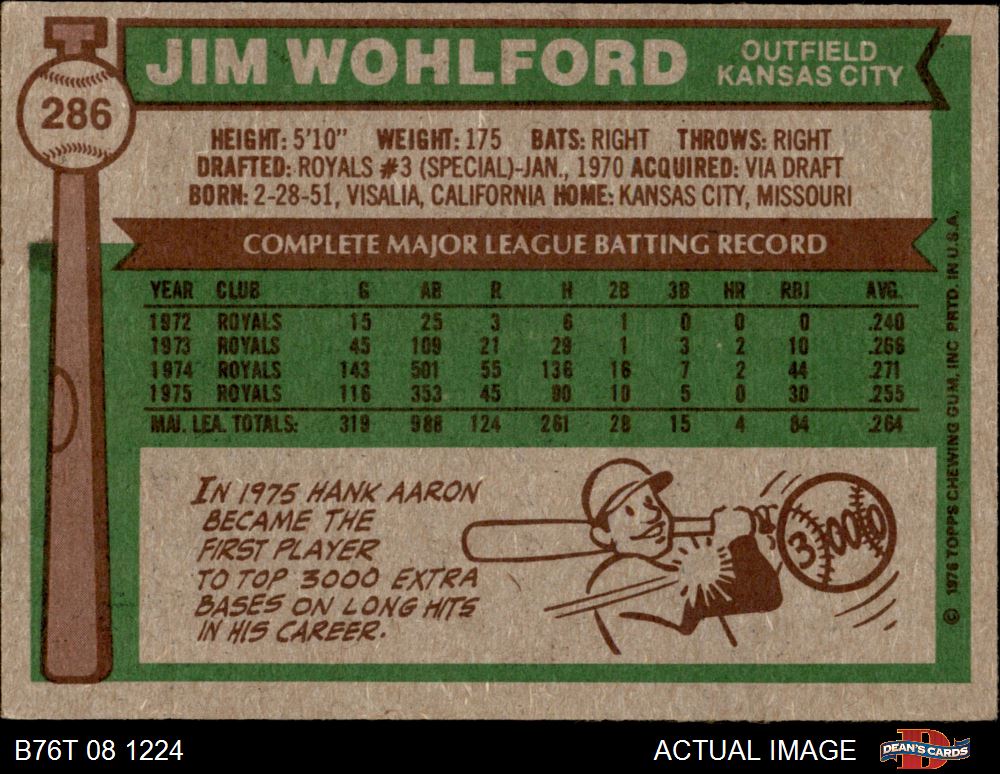 286
JIM WOHLFORD
OUTFIELD
KANSAS CITY
HEIGHT: 5'10" WEIGHT: 175 BATS: RIGHT THROWS: RIGHT
DRAFTED: ROYALS #3 (SPECIAL)-JAN., 1970 ACQUIRED: VIA DRAFT
BORN: 2-28-51, VISALIA, CALIFORNIA HOME: KANSAS CITY, MISSOURI
COMPLETE MAJOR LEAGUE BATTING RECORD
YEAR CLUB G AB R H 2B 3B HR RBI AVG.
1972 ROYALS 15 25 3 6 1 0 0 0 .240
1973 ROYALS 45 109 21 29 1 3 2 10 .266
1974 ROYALS 143 501 55 136 16 7 2 44 .271
1975 ROYALS 116 353 45 90 10 5 0 30 .255
MAJ. LEA. TOTALS: 319 988 124 261 28 15 4 84 .264
IN 1975 HANK AARON
BECAME THE
FIRST PLAYER
TO TOP 3000 EXTRA
BASES ON LONG HITS
IN HIS CAREER.
3000
© 1976 TOPPS CHEWING GUM, INC PRTD. IN U.S.A.
B76T 08 1224
ACTUAL IMAGE
DEAN'S CARDS